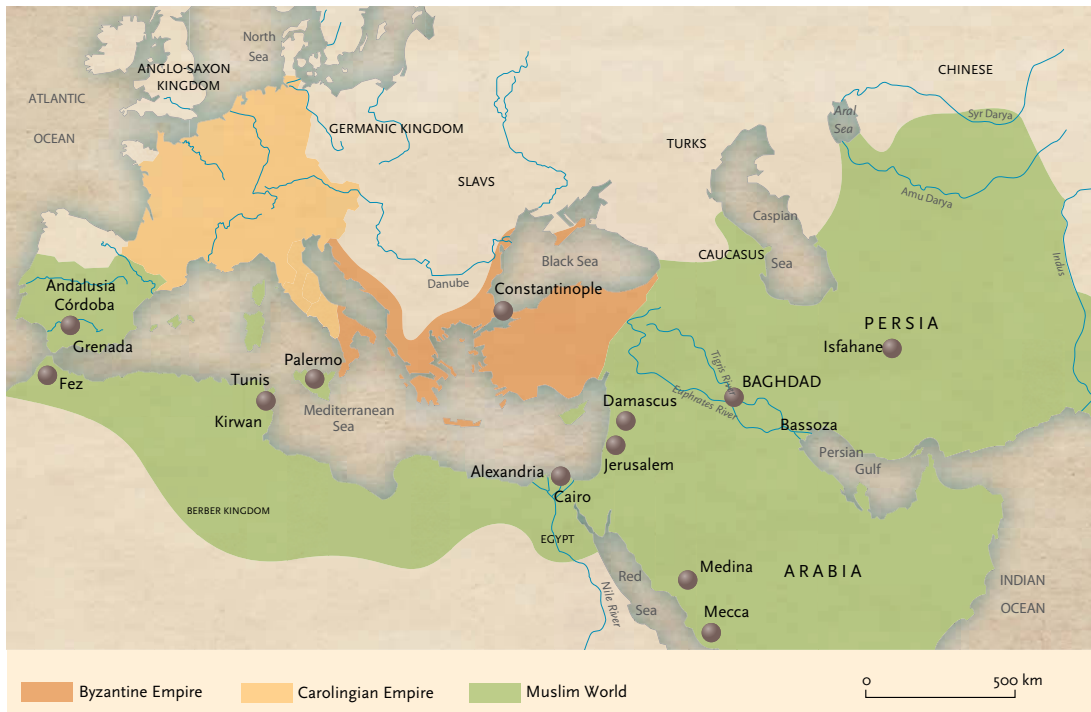 North
Sea
CHINESE
ANGLO-SAXON
KINGDOM
ATLANTIC
OCEAN
Aral
Sea
Syr Darya
GERMANIC KINGDOM
TURKS
SLAVS
Amu Darya
Caspian
Sea
CAUCASUS
Black Sea
Indus
Danube
Andalusia
Córdoba
Constantinople
Grenada
PERSIA
Isfahane
Palermo
Tigris River
Fez
Tunis
BAGHDAD
Euphrates River
Damascus
Mediterranean
Sea
Kirwan
Bassoza
Persian
Gulf
Jerusalem
Alexandria
Cairo
BERBER KINGDOM
EGYPT
Medina
ARABIA
Red
Sea
Nile River
INDIAN
OCEAN
Mecca
Byzantine Empire
Carolingian Empire
Muslim World
0 500 km